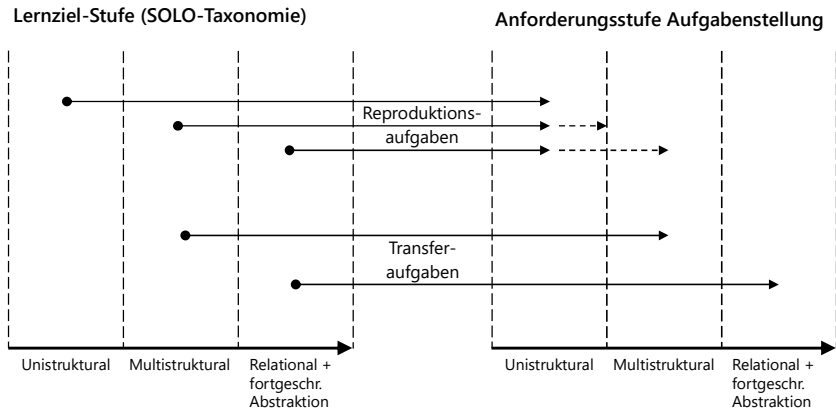 Lernziel-Stufe (SOLO-Taxonomie)
Anforderungsstufe Aufgabenstellung
Reproduktions-
aufgaben
Transfer-
aufgaben
Unistruktural
Multistruktural
Relational +
fortgeschr.
Abstraktion
Unistruktural
Multistruktural
Relational +
fortgeschr.
Abstraktion